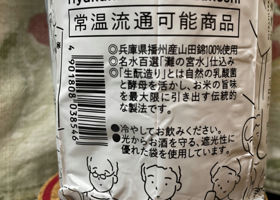 常温流通可能商品
◎兵庫県播州産山田錦100%使用
◎名水百選「灘の宮水」仕込み
◎「生酛造り」とは自然の乳酸菌
と酵母を活かし、お米の旨味
を最大限に引き出す伝統的
な製法です。
●冷やしてお飲みください。
●光からお酒を守る、遮光性に
優れた袋を使用しています。
4901808036546